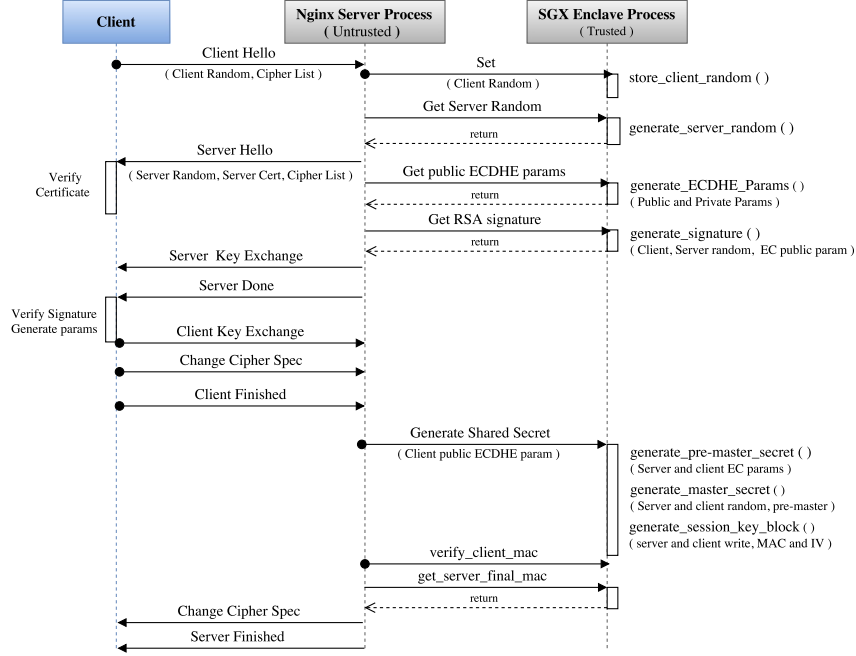 Client
Nginx Server Process
( Untrusted )
SGX Enclave Process
( Trusted )
Client Hello
( Client Random, Cipher List )
Set
( Client Random )
store_client_random ( )
Get Server Random
generate_server_random ( )
return
Server Hello
( Server Random, Server Cert, Cipher List )
Verify
Certificate
Get public ECDHE params
generate_ECDHE_Params ( )
( Public and Private Params )
return
Get RSA signature
generate_signature ( )
( Client, Server random, EC public param )
return
Server Key Exchange
Server Done
Verify Signature
Generate params
Client Key Exchange
Change Cipher Spec
Client Finished
Generate Shared Secret
( Client public ECDHE param )
generate_pre-master_secret ( )
( Server and client EC params )
generate_master_secret ( )
( Server and client random, pre-master )
generate_session_key_block ( )
( server and client write, MAC and IV )
verify_client_mac
get_server_final_mac
return
Change Cipher Spec
Server Finished